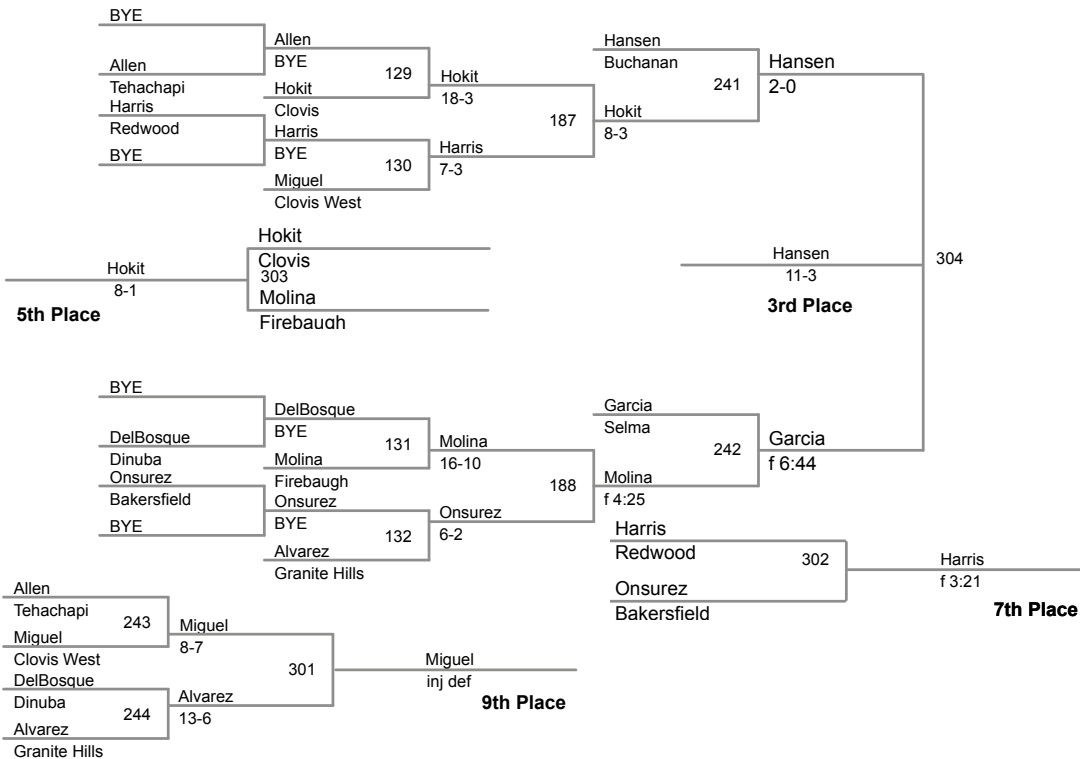 BYE
Allen
Tehachapi
Harris
Redwood
BYE
Allen
BYE
129
Hokit
Clovis
Harris
BYE
130
Miguel
Clovis West
Hokit
18-3
187
Harris
7-3
Hansen
Buchanan
241
Hokit
8-3
Hansen
2-0
Hokit
8-1
5th Place
Hokit
Clovis
303
Molina
Firebaugh
Hansen
11-3
3rd Place
304
BYE
DelBosque
Dinuba
Onsurez
Bakersfield
BYE
DelBosque
BYE
131
Molina
Firebaugh
Onsurez
BYE
132
Alvarez
Granite Hills
Molina
16-10
188
Onsurez
6-2
Garcia
Selma
242
Molina
f 4:25
Garcia
f 6:44
Harris
Redwood
302
Onsurez
Bakersfield
Harris
f 3:21
7th Place
Allen
Tehachapi
243
Miguel
Clovis West
DelBosque
Dinuba
244
Alvarez
Granite Hills
Miguel
8-7
301
Alvarez
13-6
Miguel
inj def
9th Place